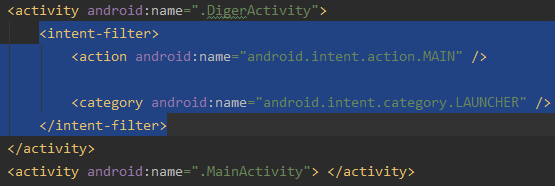 <activity android:name=".DigerActivity">
<intent-filter>
<action android:name="android.intent.action.MAIN" />
<category android:name="android.intent.category.LAUNCHER" />
</intent-filter>
</activity>
<activity android:name=".MainActivity"> </activity>